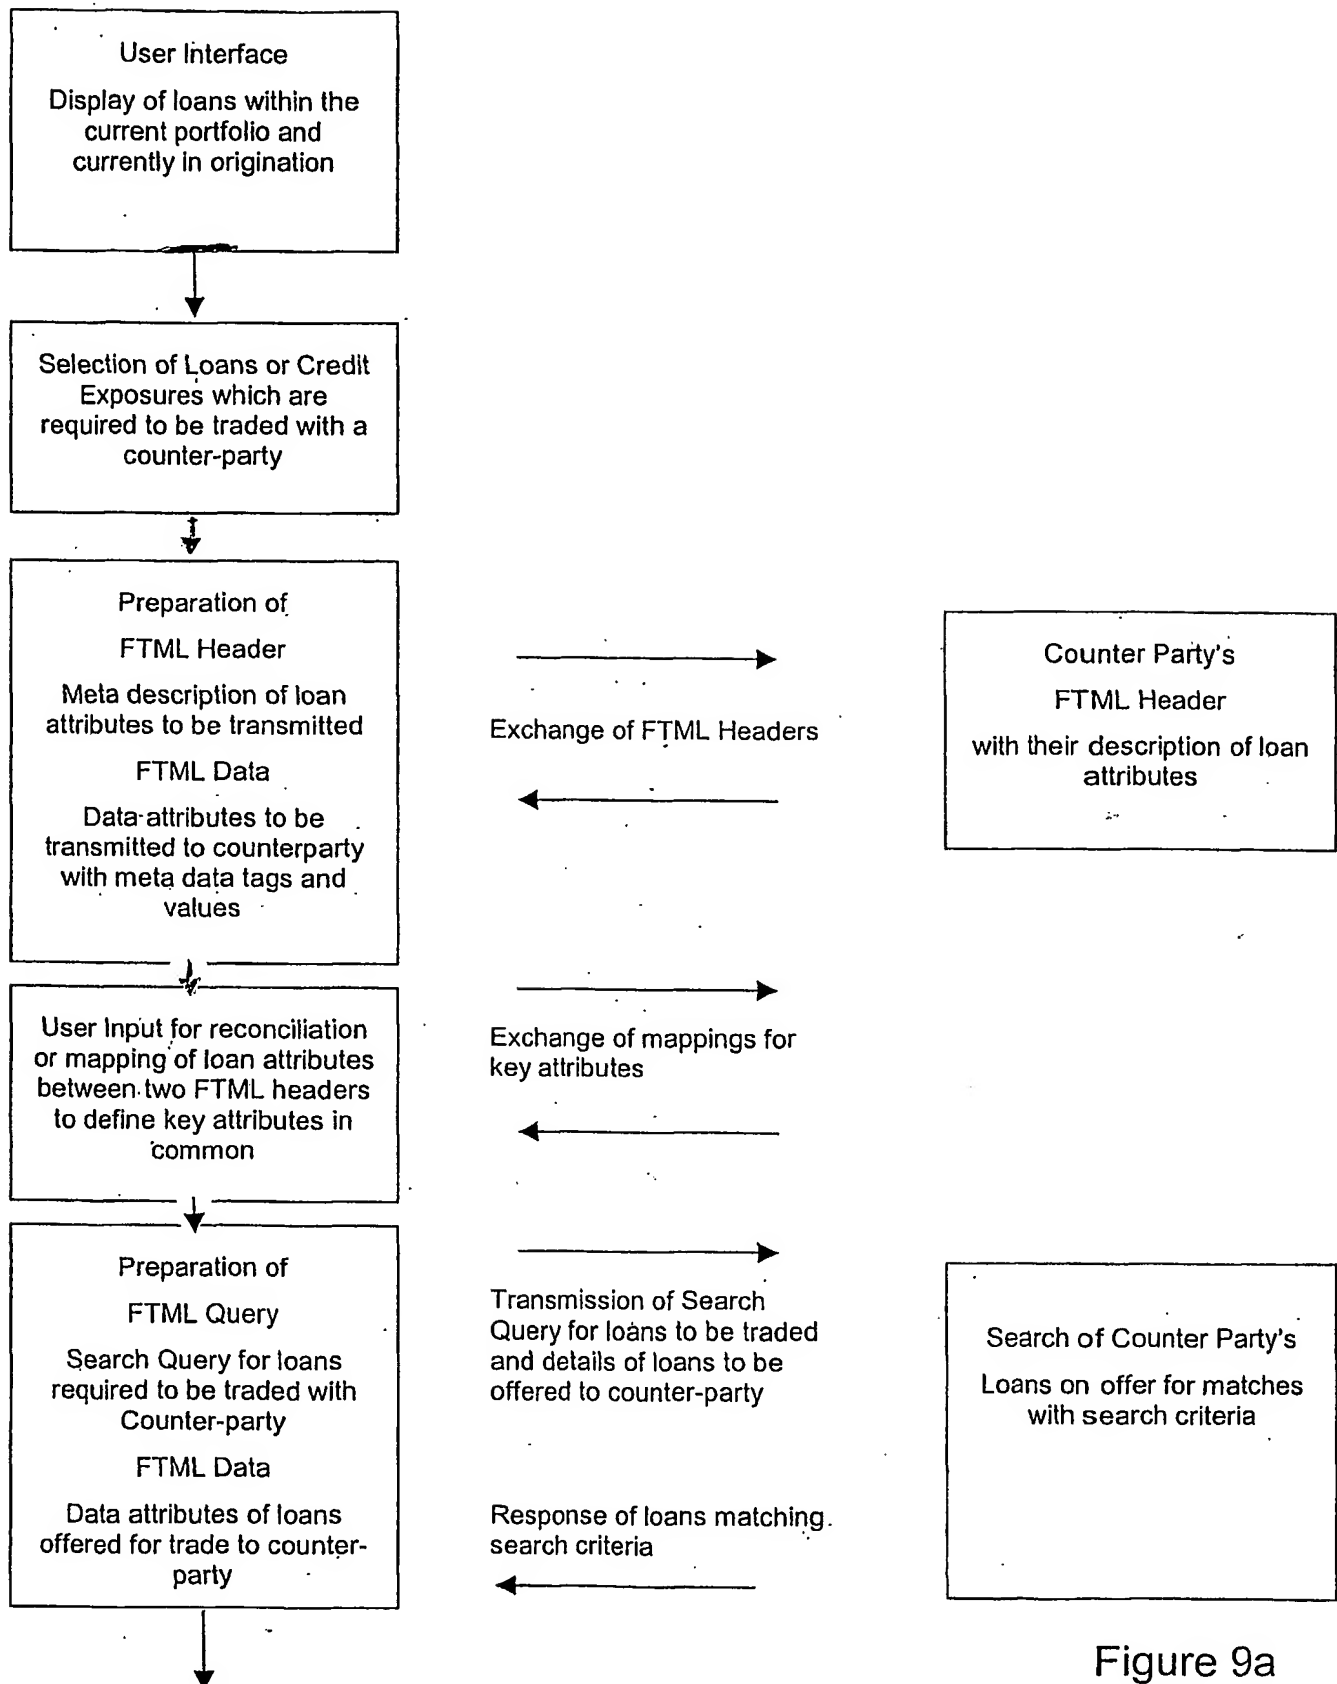 User Interface
Display of loans within the
current portfolio and
currently in origination
Selection of Loans or Credit
Exposures which are
required to be traded with a
counter-party
Preparation of
FTML Header
Meta description of loan
attributes to be transmitted
FTML Data
Data attributes to be
transmitted to counterparty
with meta data tags and
values
Exchange of FTML Headers
Counter Party's
FTML Header
with their description of loan
attributes
User Input for reconciliation
or mapping of loan attributes
between two FTML headers
to define key attributes in
common
Exchange of mappings for
key attributes
Preparation of
FTML Query
Search Query for loans
required to be traded with
Counter-party
FTML Data
Data attributes of loans
offered for trade to counter-
party
Transmission of Search
Query for loans to be traded
and details of loans to be
offered to counter-party
Response of loans matching
search criteria
Search of Counter Party's
Loans on offer for matches
with search criteria
Figure 9a